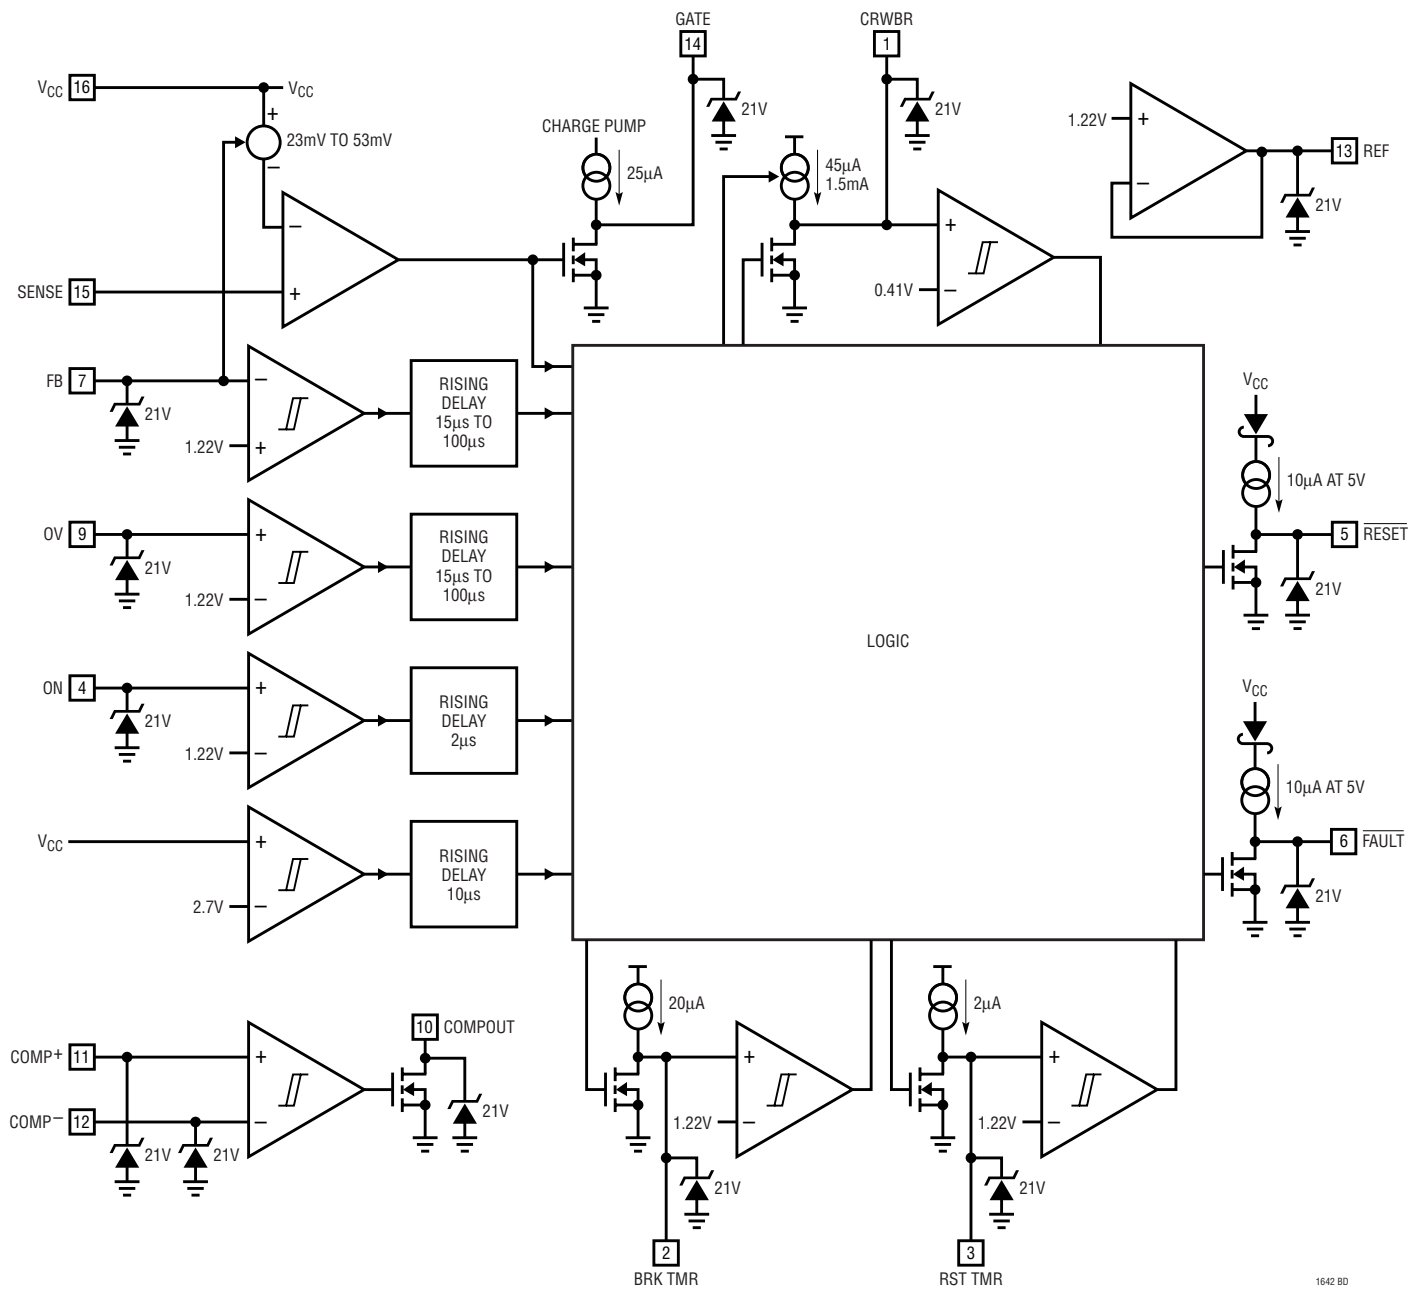 GATE
14
CRWBR
1
VCC 16
VCC
+
23mV TO 53mV
−
21V
21V
CHARGE PUMP
25µA
45µA
1.5mA
1.22V
+
−
13 REF
21V
−
+
SENSE 15
+
0.41V
−
FB 7
21V
−
1.22V
+
RISING
DELAY
15µs TO
100µs
VCC
10µA AT 5V
5 RESET
21V
OV 9
21V
+
1.22V
−
RISING
DELAY
15µs TO
100µs
LOGIC
ON 4
21V
+
1.22V
−
RISING
DELAY
2µs
VCC
10µA AT 5V
6 FAULT
21V
VCC
+
2.7V
−
RISING
DELAY
10µs
COMP+ 11
COMP− 12
21V
21V
+
−
10 COMPOUT
21V
20µA
+
1.22V
−
21V
2
BRK TMR
2µA
+
1.22V
−
21V
3
RST TMR
1642 BD